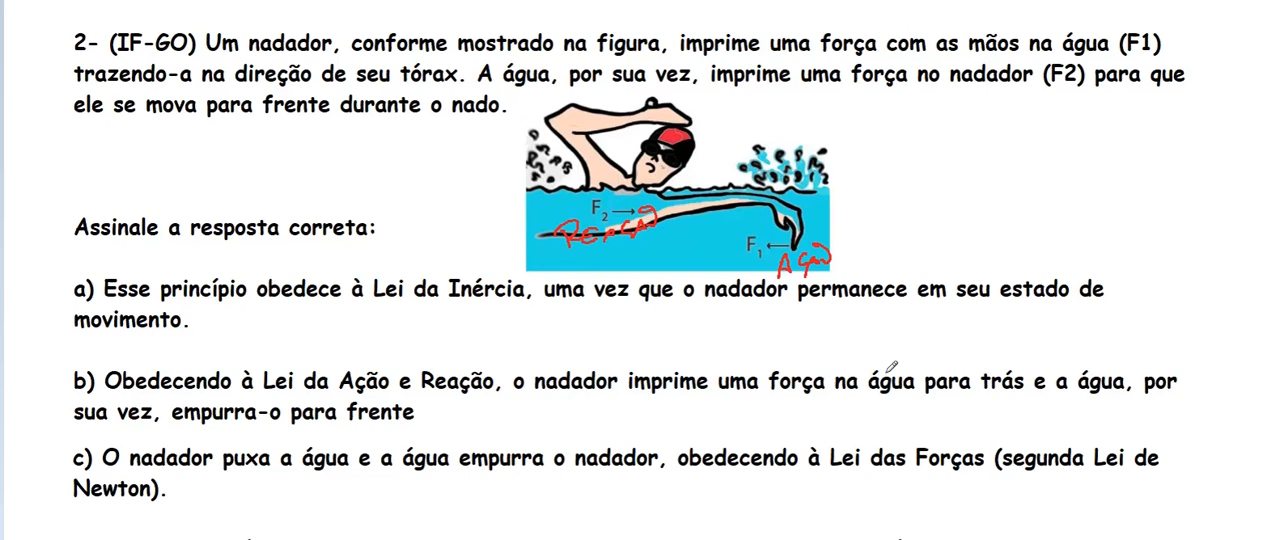 2- (IF-GO) Um nadador, conforme mostrado na figura, imprime uma força com as mãos na água (F1)
trazendo-a na direção de seu tórax. A água, por sua vez, imprime uma força no nadador (F2) para que
ele se mova para frente durante o nado.
F2
REAÇÃO
Assinale a resposta correta:
F1
AÇÃO
a) Esse princípio obedece à Lei da Inércia, uma vez que o nadador permanece em seu estado de
movimento.
b) Obedecendo à Lei da Ação e Reação, o nadador imprime uma força na água para trás e a água, por
sua vez, empurra-o para frente
c) O nadador puxa a água e a água empurra o nadador, obedecendo à Lei das Forças (segunda Lei de
Newton).